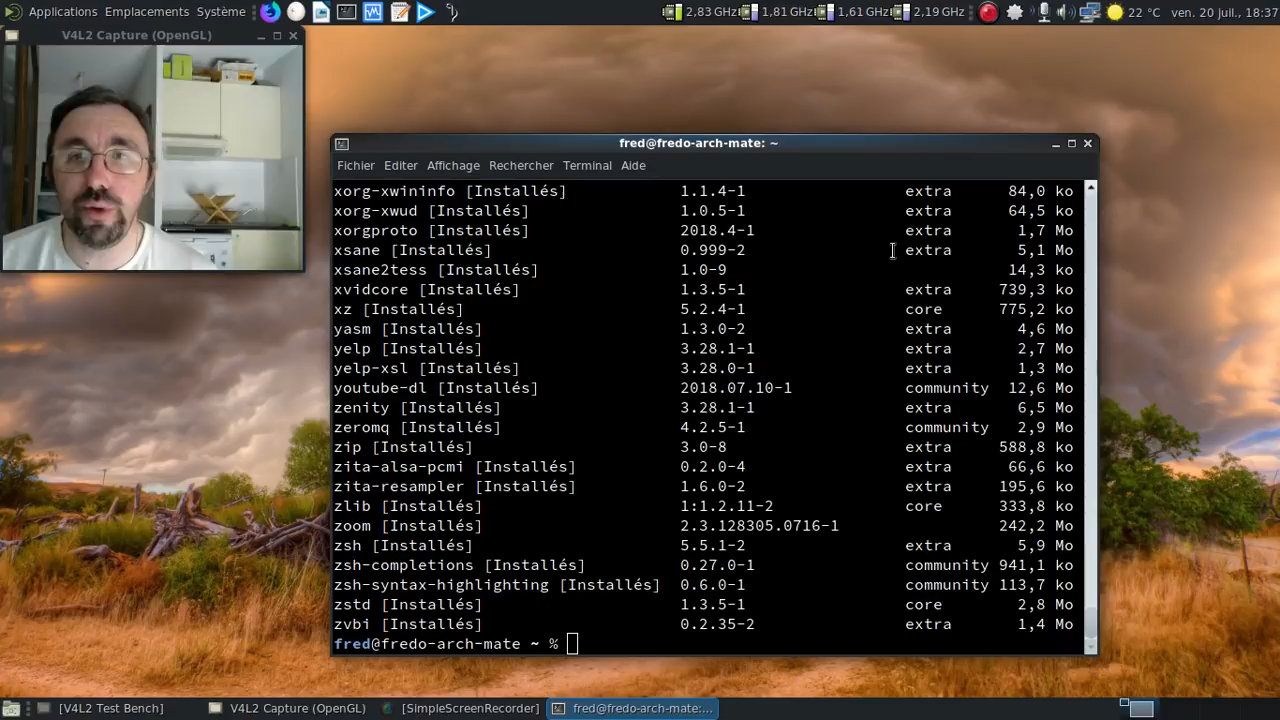 Applications Emplacements Système 2,83 GHz 1,81 GHz 1,61 GHz 2,19 GHz 22 °C ven. 20 juil., 18:37
V4L2 Capture (OpenGL)
fred@fredo-arch-mate: ~
Fichier Editer Affichage Rechercher Terminal Aide
xorg-xwininfo [Installés] 1.1.4-1 extra 84,0 ko
xorg-xwud [Installés] 1.0.5-1 extra 64,5 ko
xorgproto [Installés] 2018.4-1 extra 1,7 Mo
xsane [Installés] 0.999-2 extra 5,1 Mo
xsane2tess [Installés] 1.0-9 14,3 ko
xvidcore [Installés] 1.3.5-1 extra 739,3 ko
xz [Installés] 5.2.4-1 core 775,2 ko
yasm [Installés] 1.3.0-2 extra 4,6 Mo
yelp [Installés] 3.28.1-1 extra 2,7 Mo
yelp-xsl [Installés] 3.28.0-1 extra 1,3 Mo
youtube-dl [Installés] 2018.07.10-1 community 12,6 Mo
zenity [Installés] 3.28.1-1 extra 6,5 Mo
zeromq [Installés] 4.2.5-1 community 2,9 Mo
zip [Installés] 3.0-8 extra 588,8 ko
zita-alsa-pcmi [Installés] 0.2.0-4 extra 66,6 ko
zita-resampler [Installés] 1.6.0-2 extra 195,6 ko
zlib [Installés] 1:1.2.11-2 core 333,8 ko
zoom [Installés] 2.3.128305.0716-1 242,2 Mo
zsh [Installés] 5.5.1-2 extra 5,9 Mo
zsh-completions [Installés] 0.27.0-1 community 941,1 ko
zsh-syntax-highlighting [Installés] 0.6.0-1 community 113,7 ko
zstd [Installés] 1.3.5-1 core 2,8 Mo
zvbi [Installés] 0.2.35-2 extra 1,4 Mo
fred@fredo-arch-mate ~ %
[V4L2 Test Bench] V4L2 Capture (OpenGL) [SimpleScreenRecorder] fred@fredo-arch-mate:...